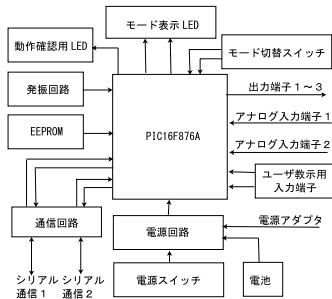 モード表示LED
動作確認用LED
モード切替スイッチ
発振回路
出力端子1～3
PIC16F876A
アナログ入力端子1
EEPROM
アナログ入力端子2
ユーザ教示用
入力端子
通信回路
電源回路
電源アダプタ
シリアル
通信1
シリアル
通信2
電源スイッチ
電池